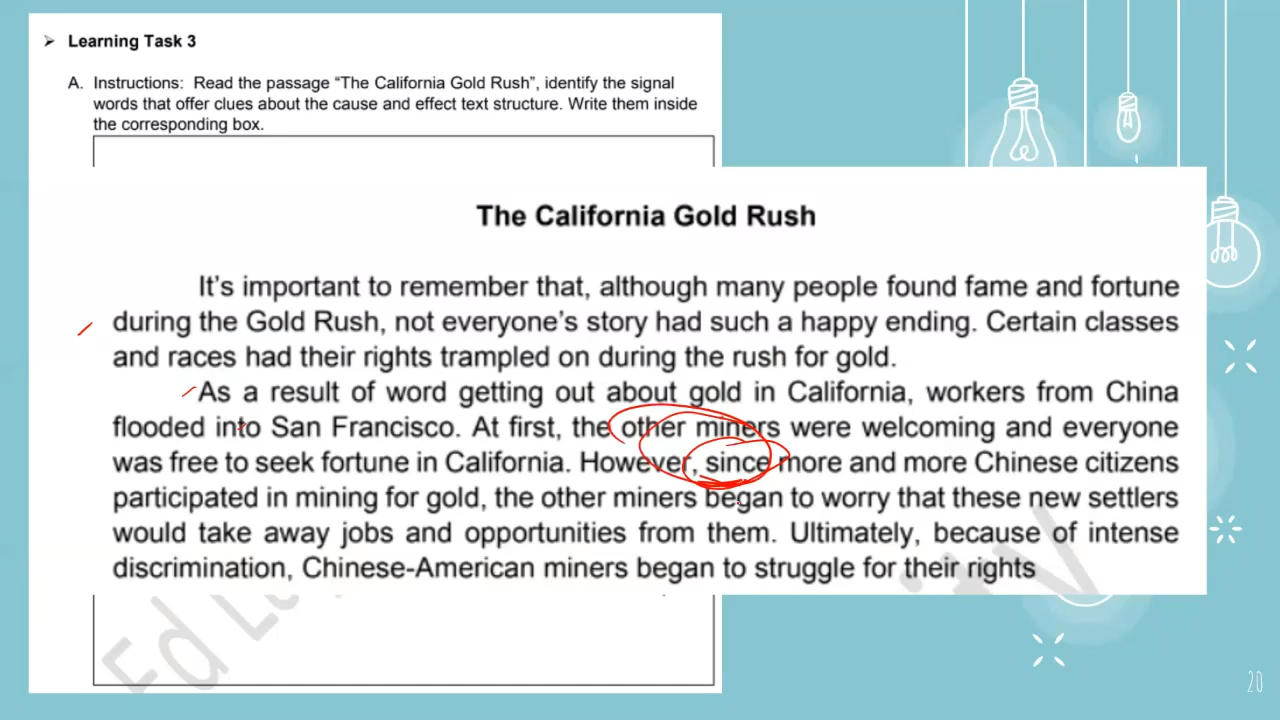 ➢ Learning Task 3
A. Instructions: Read the passage “The California Gold Rush”, identify the signal
words that offer clues about the cause and effect text structure. Write them inside
the corresponding box.
The California Gold Rush
It’s important to remember that, although many people found fame and fortune
during the Gold Rush, not everyone’s story had such a happy ending. Certain classes
and races had their rights trampled on during the rush for gold.
As a result of word getting out about gold in California, workers from China
flooded into San Francisco. At first, the other miners were welcoming and everyone
was free to seek fortune in California. However, since more and more Chinese citizens
participated in mining for gold, the other miners began to worry that these new settlers
would take away jobs and opportunities from them. Ultimately, because of intense
discrimination, Chinese-American miners began to struggle for their rights
20